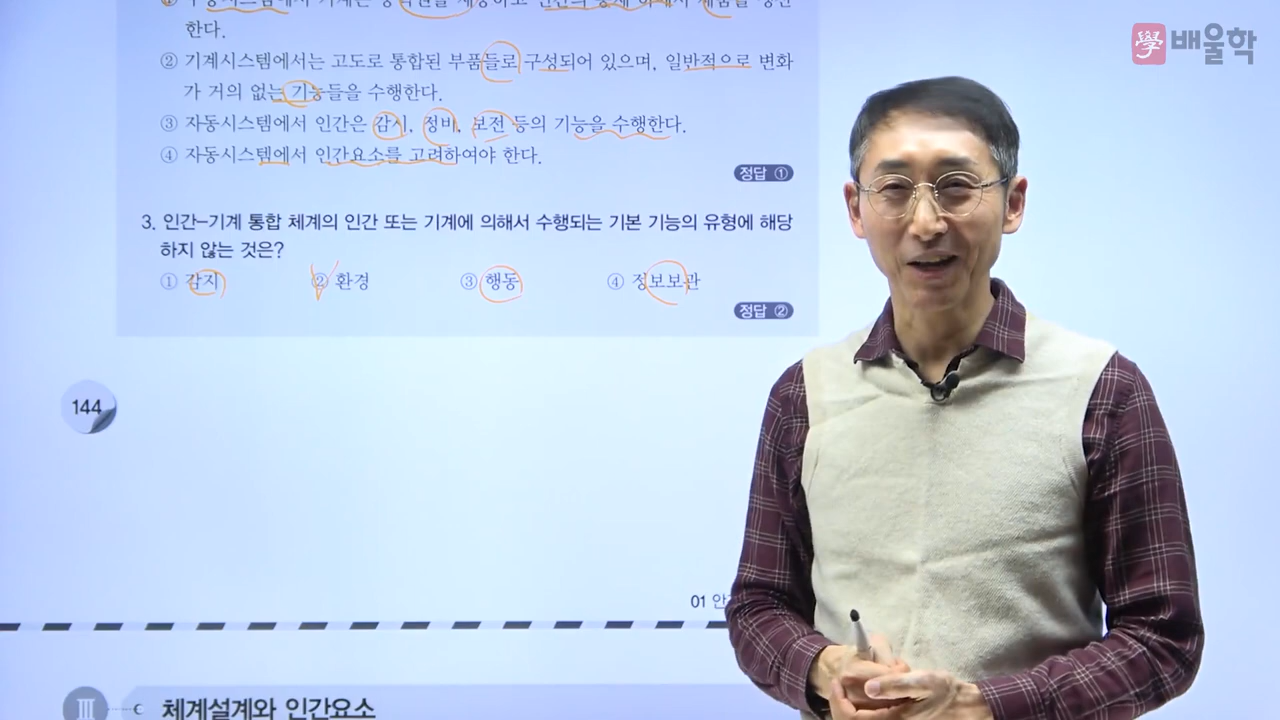 한다.
② 기계시스템에서는 고도로 통합된 부품들로 구성되어 있으며, 일반적으로 변화
가 거의 없는 기능들을 수행한다.
③ 자동시스템에서 인간은 감시, 정비, 보전 등의 기능을 수행한다.
④ 자동시스템에서 인간요소를 고려하여야 한다.
정답 ①
3. 인간-기계 통합 체계의 인간 또는 기계에 의해서 수행되는 기본 기능의 유형에 해당
하지 않는 것은?
① 감지 ② 환경 ③ 행동 ④ 정보보관
정답 ②
144
01
Ⅲ 체계설계와 인간요소
學 배울학